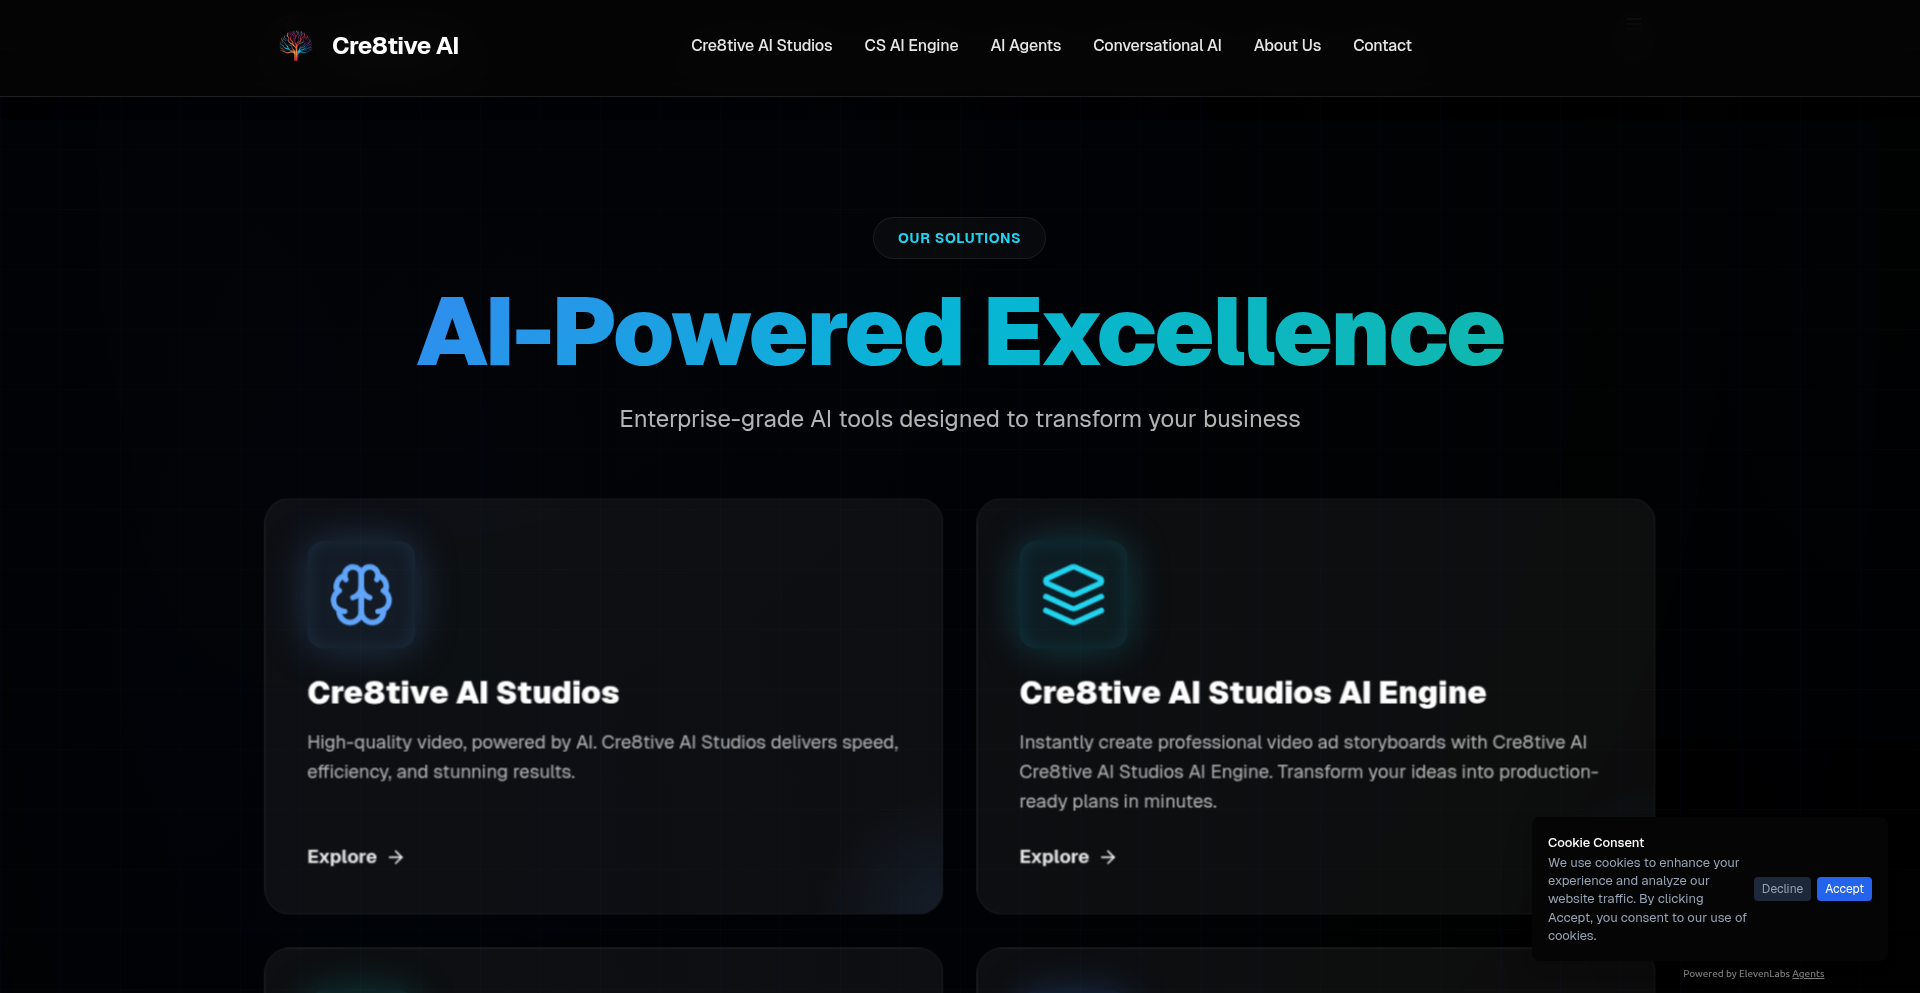 Cre8tive AI
Cre8tive AI Studios
CS AI Engine
AI Agents
Conversational AI
About Us
Contact
OUR SOLUTIONS
AI-Powered Excellence
Enterprise-grade AI tools designed to transform your business
Cre8tive AI Studios
High-quality video, powered by AI. Cre8tive AI Studios delivers speed,
efficiency, and stunning results.
Explore
Cre8tive AI Studios AI Engine
Instantly create professional video ad storyboards with Cre8tive AI
Cre8tive AI Studios AI Engine. Transform your ideas into production-
ready plans in minutes.
Explore
Cookie Consent
We use cookies to enhance your
experience and analyze our
website traffic. By clicking
Accept, you consent to our use of
cookies.
Decline
Accept
Powered by ElevenLabs Agents